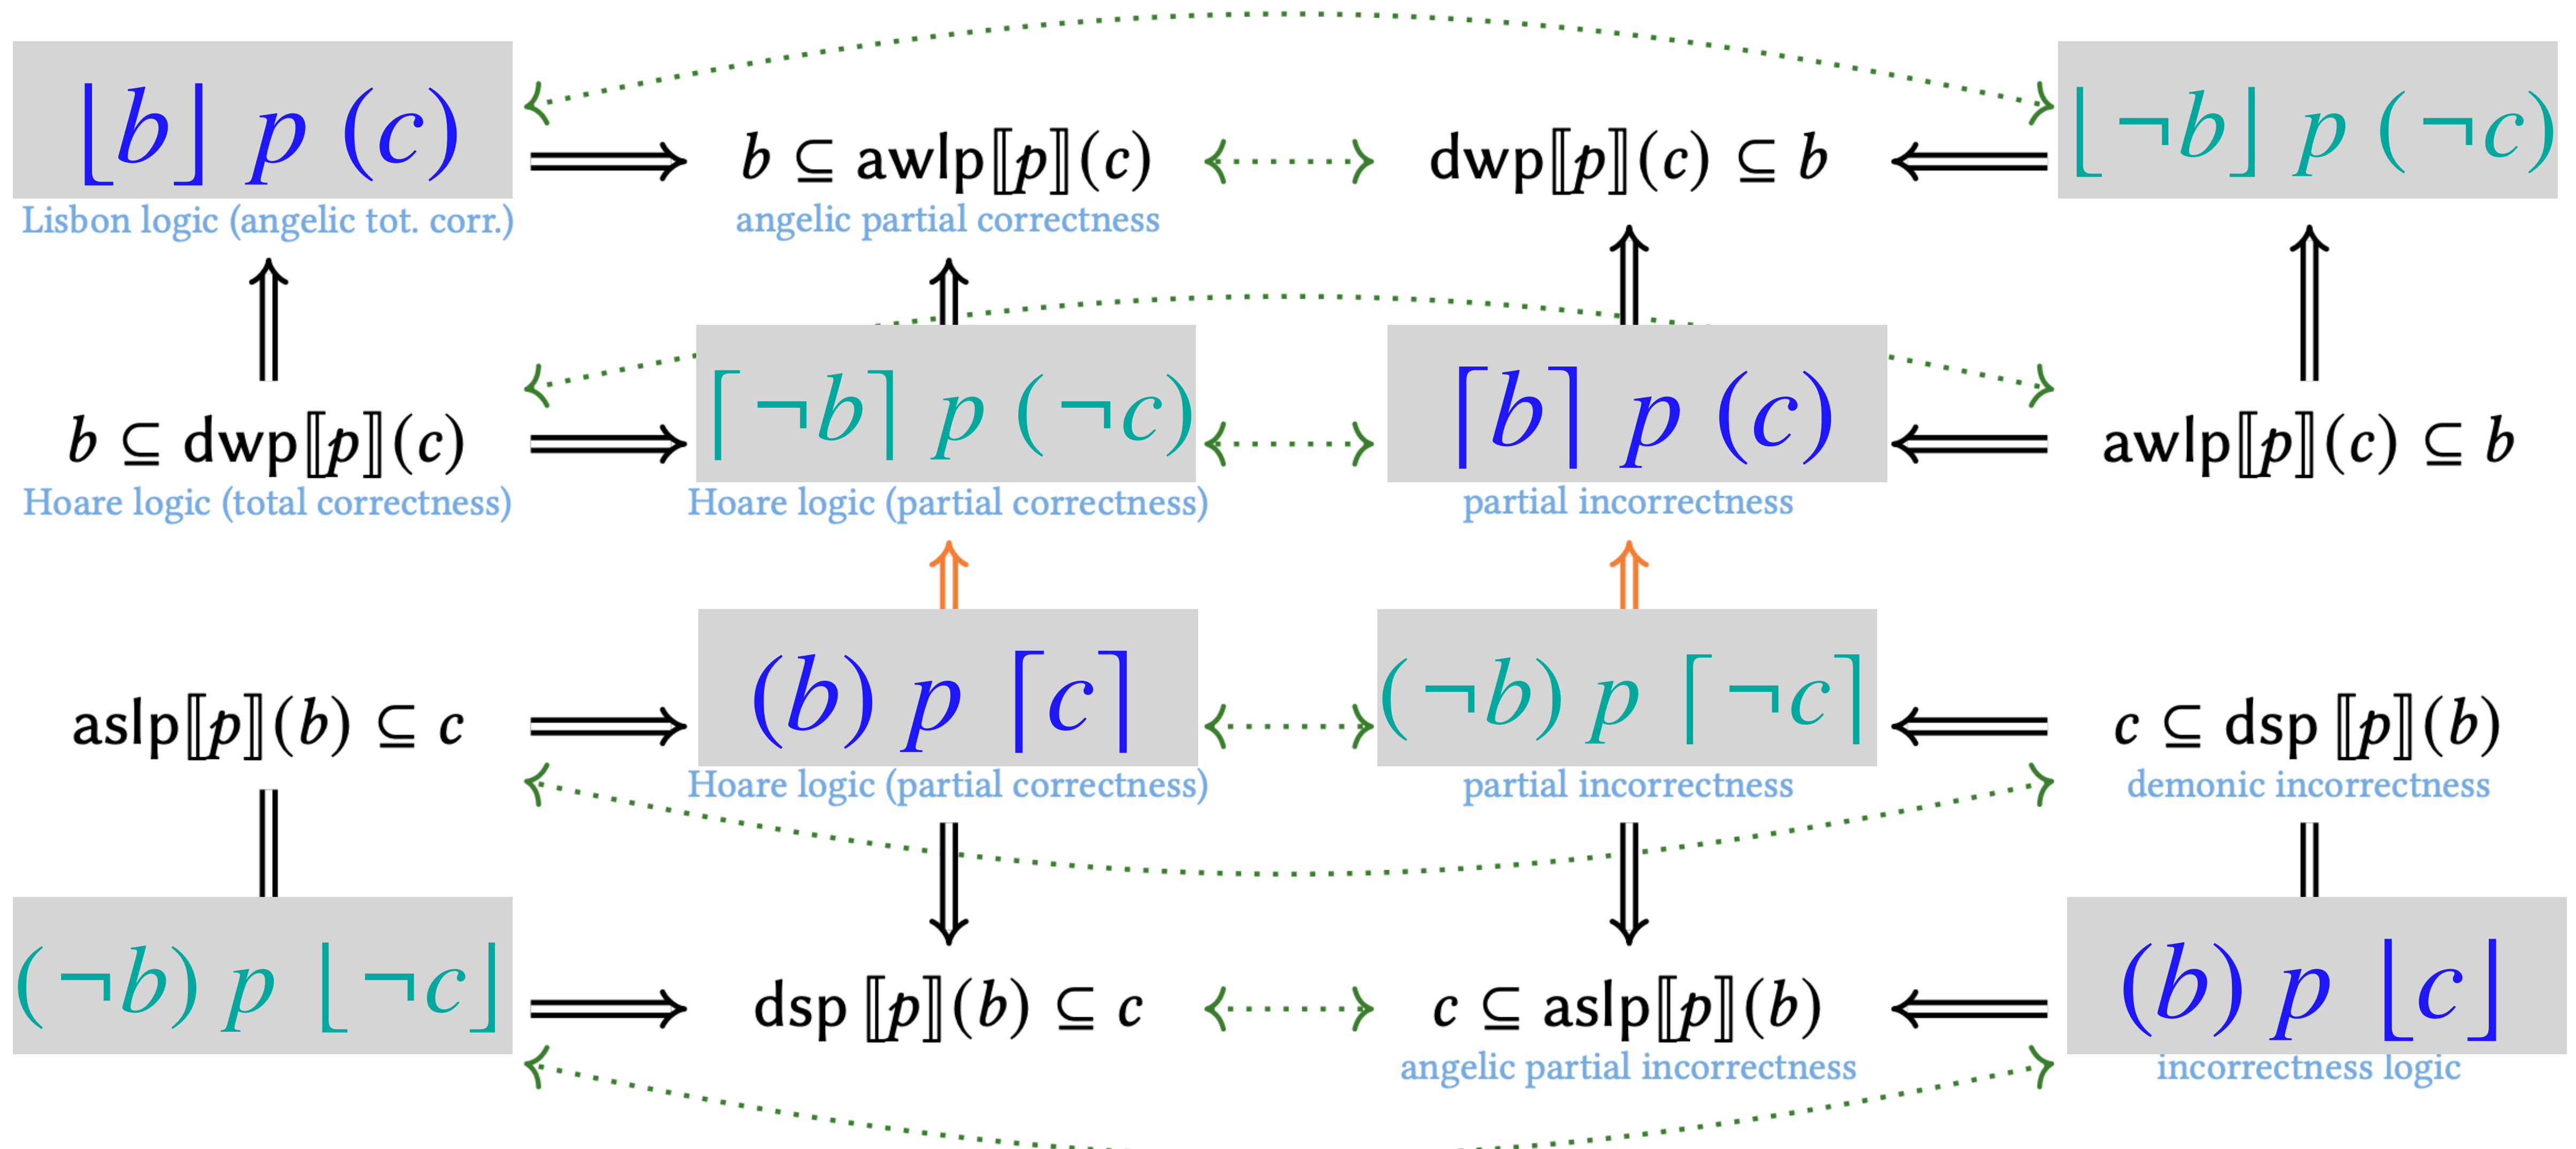 ⌊b⌋ p (c)
b ⊆ awlp⟦p⟧(c)
dwp⟦p⟧(c) ⊆ b
⌊¬b⌋ p (¬c)
Lisbon logic (angelic tot. corr.)
angelic partial correctness
b ⊆ dwp⟦p⟧(c)
⌈¬b⌉ p (¬c)
⌈b⌉ p (c)
awlp⟦p⟧(c) ⊆ b
Hoare logic (total correctness)
Hoare logic (partial correctness)
partial incorrectness
aslp⟦p⟧(b) ⊆ c
(b) p ⌈c⌉
(¬b) p ⌈¬c⌉
c ⊆ dsp ⟦p⟧(b)
Hoare logic (partial correctness)
partial incorrectness
demonic incorrectness
(¬b) p ⌊¬c⌋
dsp ⟦p⟧(b) ⊆ c
c ⊆ aslp⟦p⟧(b)
(b) p ⌊c⌋
angelic partial incorrectness
incorrectness logic